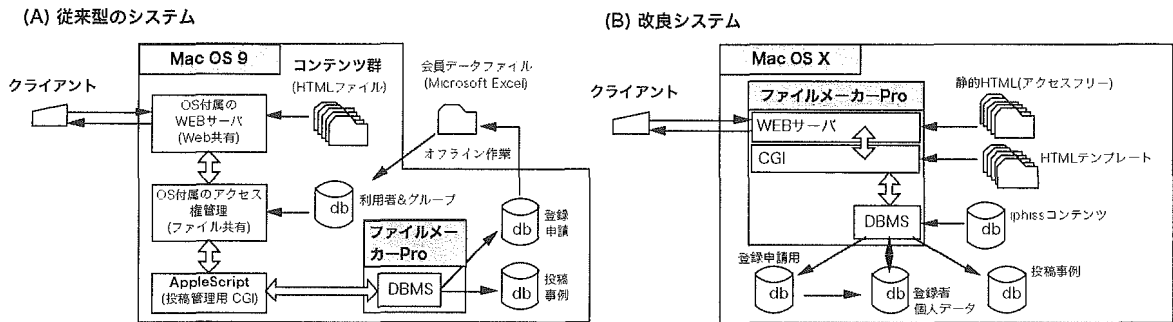 (A) 従来型のシステム
Mac OS 9
クライアント
コンテンツ群
(HTMLファイル)
会員データファイル
(Microsoft Excel)
OS付属の
WEBサーバ
(Web共有)
オフライン作業
OS付属のアクセス
権管理
(ファイル共有)
db
利用者&グループ
db
登録
申請
ファイルメ
ーカーPro
AppleScript
(投稿管理用 CGI)
DBMS
db
投稿
事例
(B) 改良システム
Mac OS X
クライアント
静的HTML(アクセスフリー)
ファイルメーカーPro
WEBサーバ
CGI
HTMLテンプレート
DBMS
db
iphissコンテンツ
登録申請用
db
db
登録者
個人データ
db
投稿事例